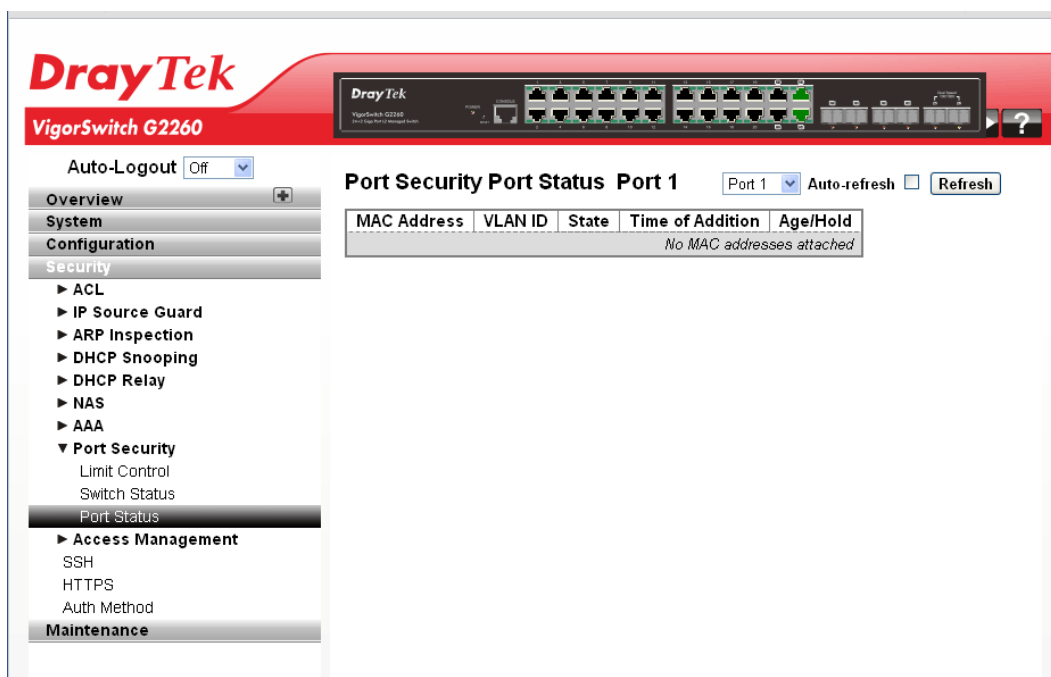 DrayTek
VigorSwitch G2260
DrayTek
VigorSwitch G2260
?
Auto-Logout Off
Overview
System
Configuration
Security
ACL
IP Source Guard
ARP Inspection
DHCP Snooping
DHCP Relay
NAS
AAA
Port Security
Limit Control
Switch Status
Port Status
Access Management
SSH
HTTPS
Auth Method
Maintenance
Port Security Port Status Port 1 Port 1 Auto-refresh Refresh
MAC Address VLAN ID State Time of Addition Age/Hold
No MAC addresses attached